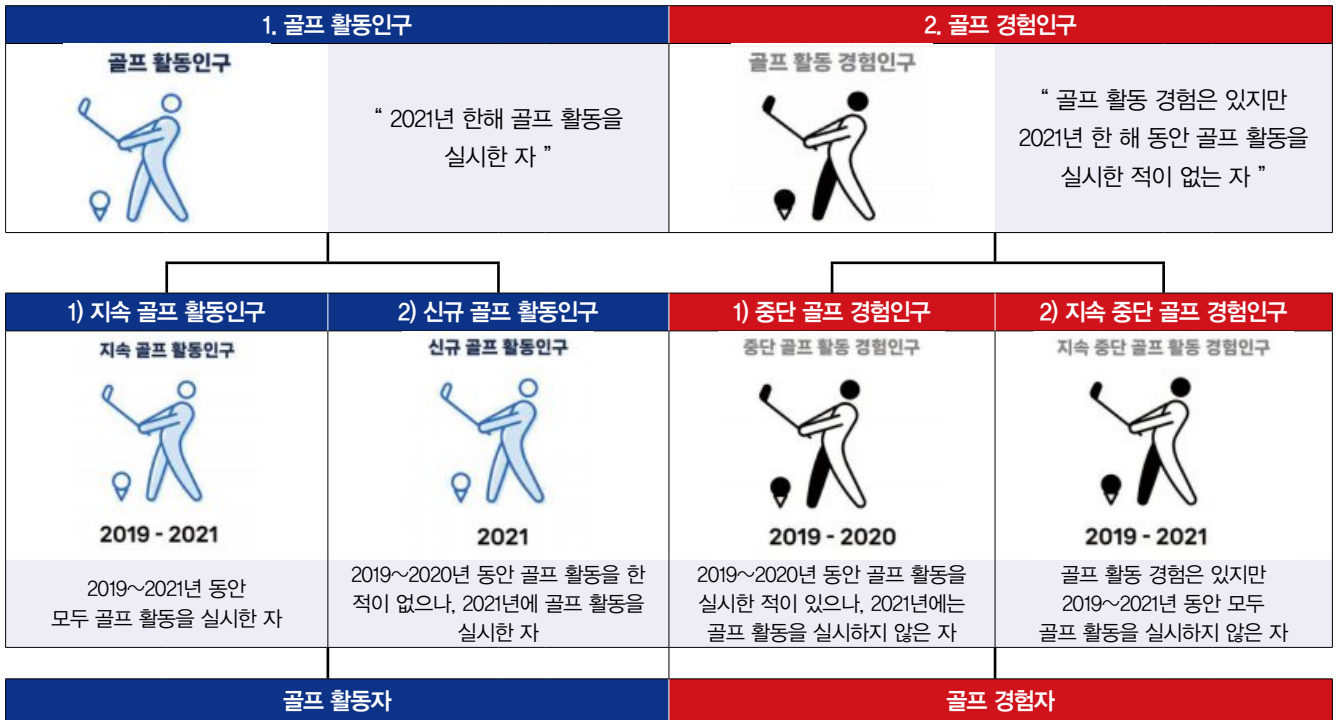 1. 골프 활동인구
2. 골프 경험인구
골프 활동인구
“ 2021년 한해 골프 활동을
실시한 자 ”
골프 활동 경험인구
“ 골프 활동 경험은 있지만
2021년 한 해 동안 골프 활동을
실시한 적이 없는 자 ”
1) 지속 골프 활동인구
2) 신규 골프 활동인구
1) 중단 골프 경험인구
2) 지속 중단 골프 경험인구
지속 골프 활동인구
2019 - 2021
신규 골프 활동인구
2021
중단 골프 활동 경험인구
2019 - 2020
지속 중단 골프 활동 경험인구
2019 - 2021
2019~2021년 동안
모두 골프 활동을 실시한 자
2019~2020년 동안 골프 활동을 한
적이 없으나, 2021년에 골프 활동을
실시한 자
2019~2020년 동안 골프 활동을
실시한 적이 있으나, 2021년에는
골프 활동을 실시하지 않은 자
골프 활동 경험은 있지만
2019~2021년 동안 모두
골프 활동을 실시하지 않은 자
골프 활동자
골프 경험자